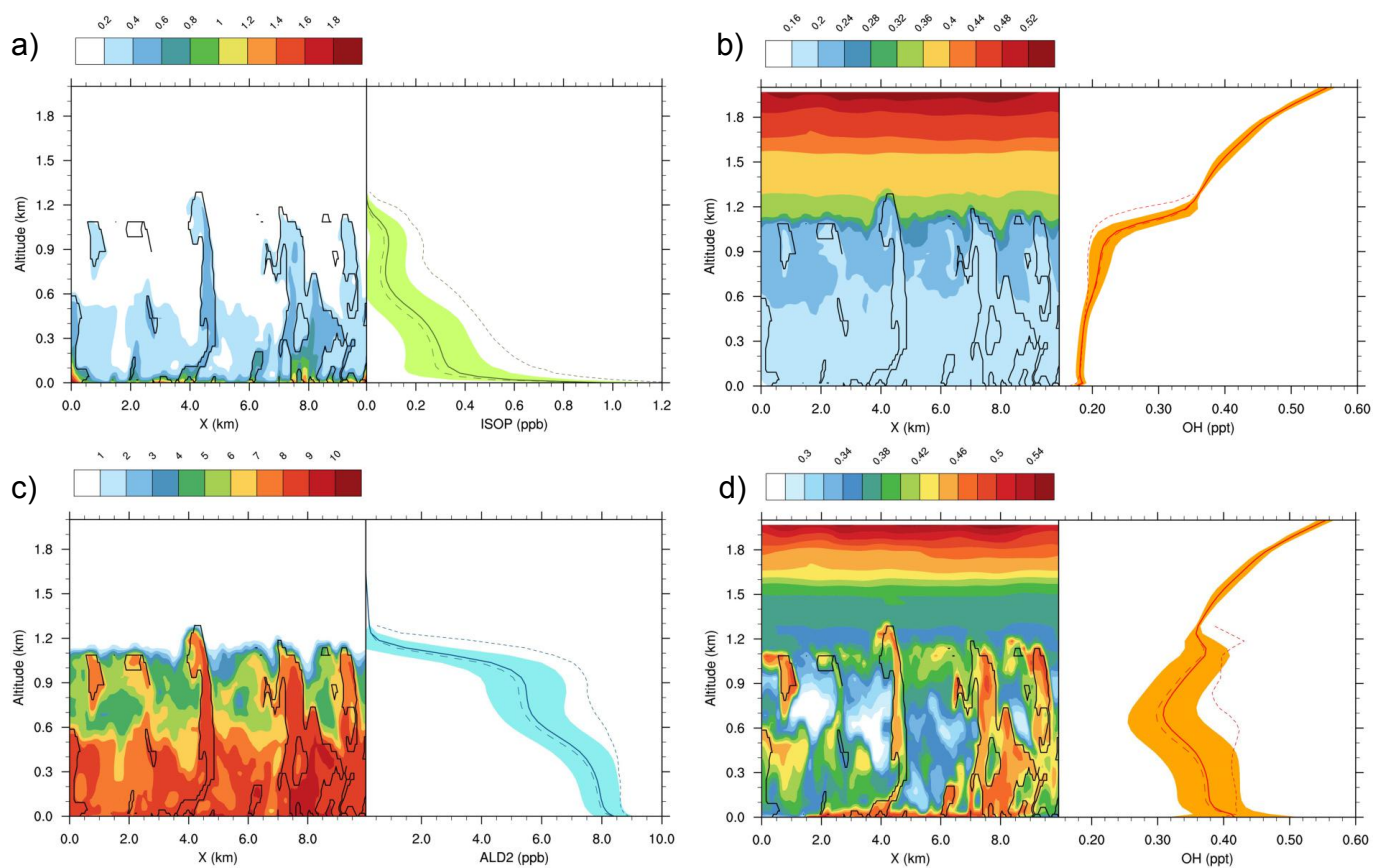 a)
0.2 0.4 0.6 0.8 1 1.2 1.4 1.6 1.8
Altitude (km)
1.8
1.5
1.2
0.9
0.6
0.3
0.0
0.0 2.0 4.0 6.0 8.0
X (km)
0.0 0.2 0.4 0.6 0.8 1.0 1.2
ISOP (ppb)
b)
0.16 0.2 0.24 0.28 0.32 0.36 0.4 0.44 0.48 0.52
Altitude (km)
1.8
1.5
1.2
0.9
0.6
0.3
0.0
0.0 2.0 4.0 6.0 8.0
X (km)
0.20 0.30 0.40 0.50 0.60
OH (ppt)
c)
1 2 3 4 5 6 7 8 9 10
Altitude (km)
1.8
1.5
1.2
0.9
0.6
0.3
0.0
0.0 2.0 4.0 6.0 8.0
X (km)
2.0 4.0 6.0 8.0 10.0
ALD2 (ppb)
d)
0.3 0.34 0.38 0.42 0.46 0.5 0.54
Altitude (km)
1.8
1.5
1.2
0.9
0.6
0.3
0.0
0.0 2.0 4.0 6.0 8.0
X (km)
0.20 0.30 0.40 0.50 0.60
OH (ppt)